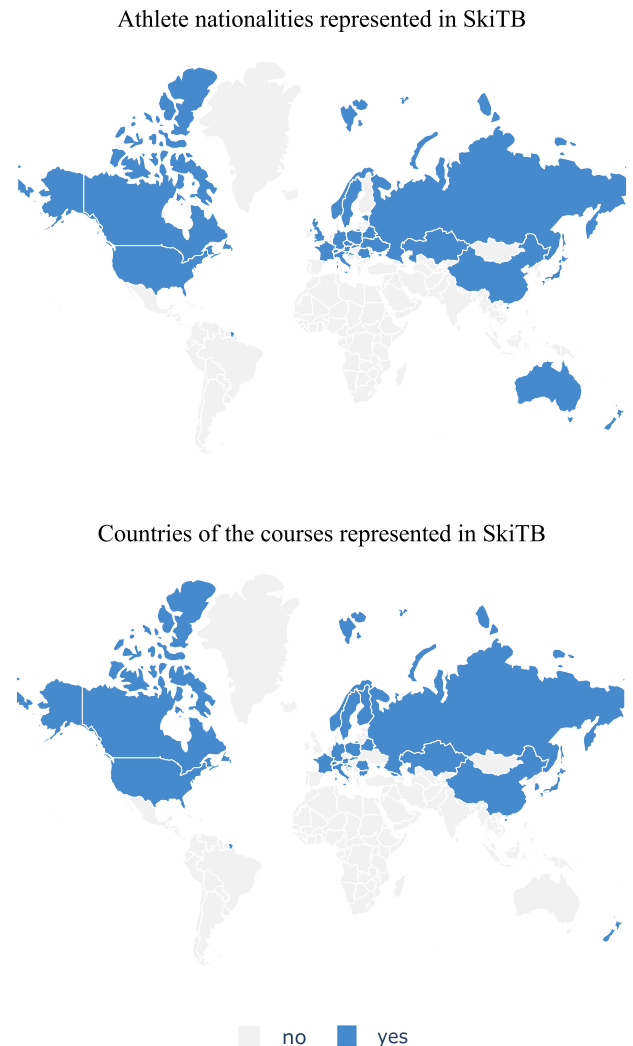 Athlete nationalities represented in SkiTB
Countries of the courses represented in SkiTB
no yes